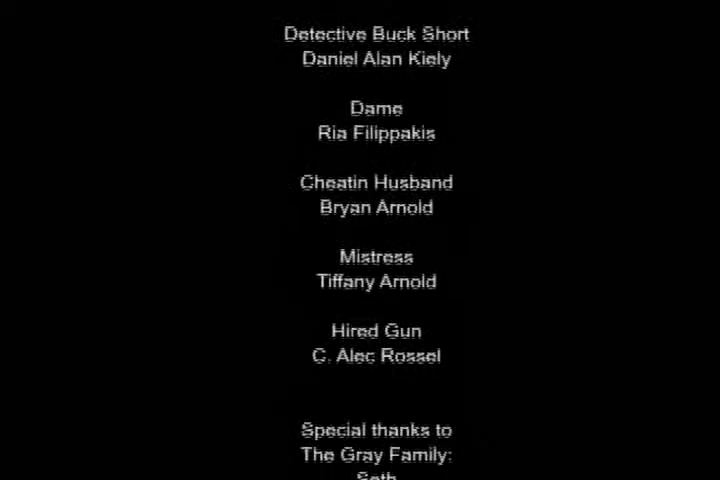 Detective Buck Short
Daniel Alan Kiely
Dame
Ria Filippakis
Cheatin Husband
Bryan Arnold
Mistress
Tiffany Arnold
Hired Gun
C. Alec Rossel
Special thanks to
The Gray Family:
Seth